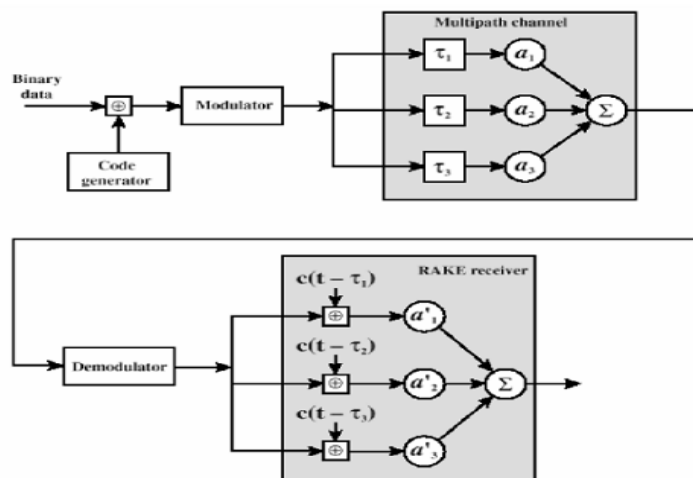 Multipath channel
Binary
data
⊕
Modulator
Code
generator
τ₁
a₁
τ₂
a₂
Σ
τ₃
a₃
RAKE receiver
c(t − τ₁)
⊕
a'₁
Demodulator
c(t − τ₂)
⊕
a'₂
Σ
c(t − τ₃)
⊕
a'₃